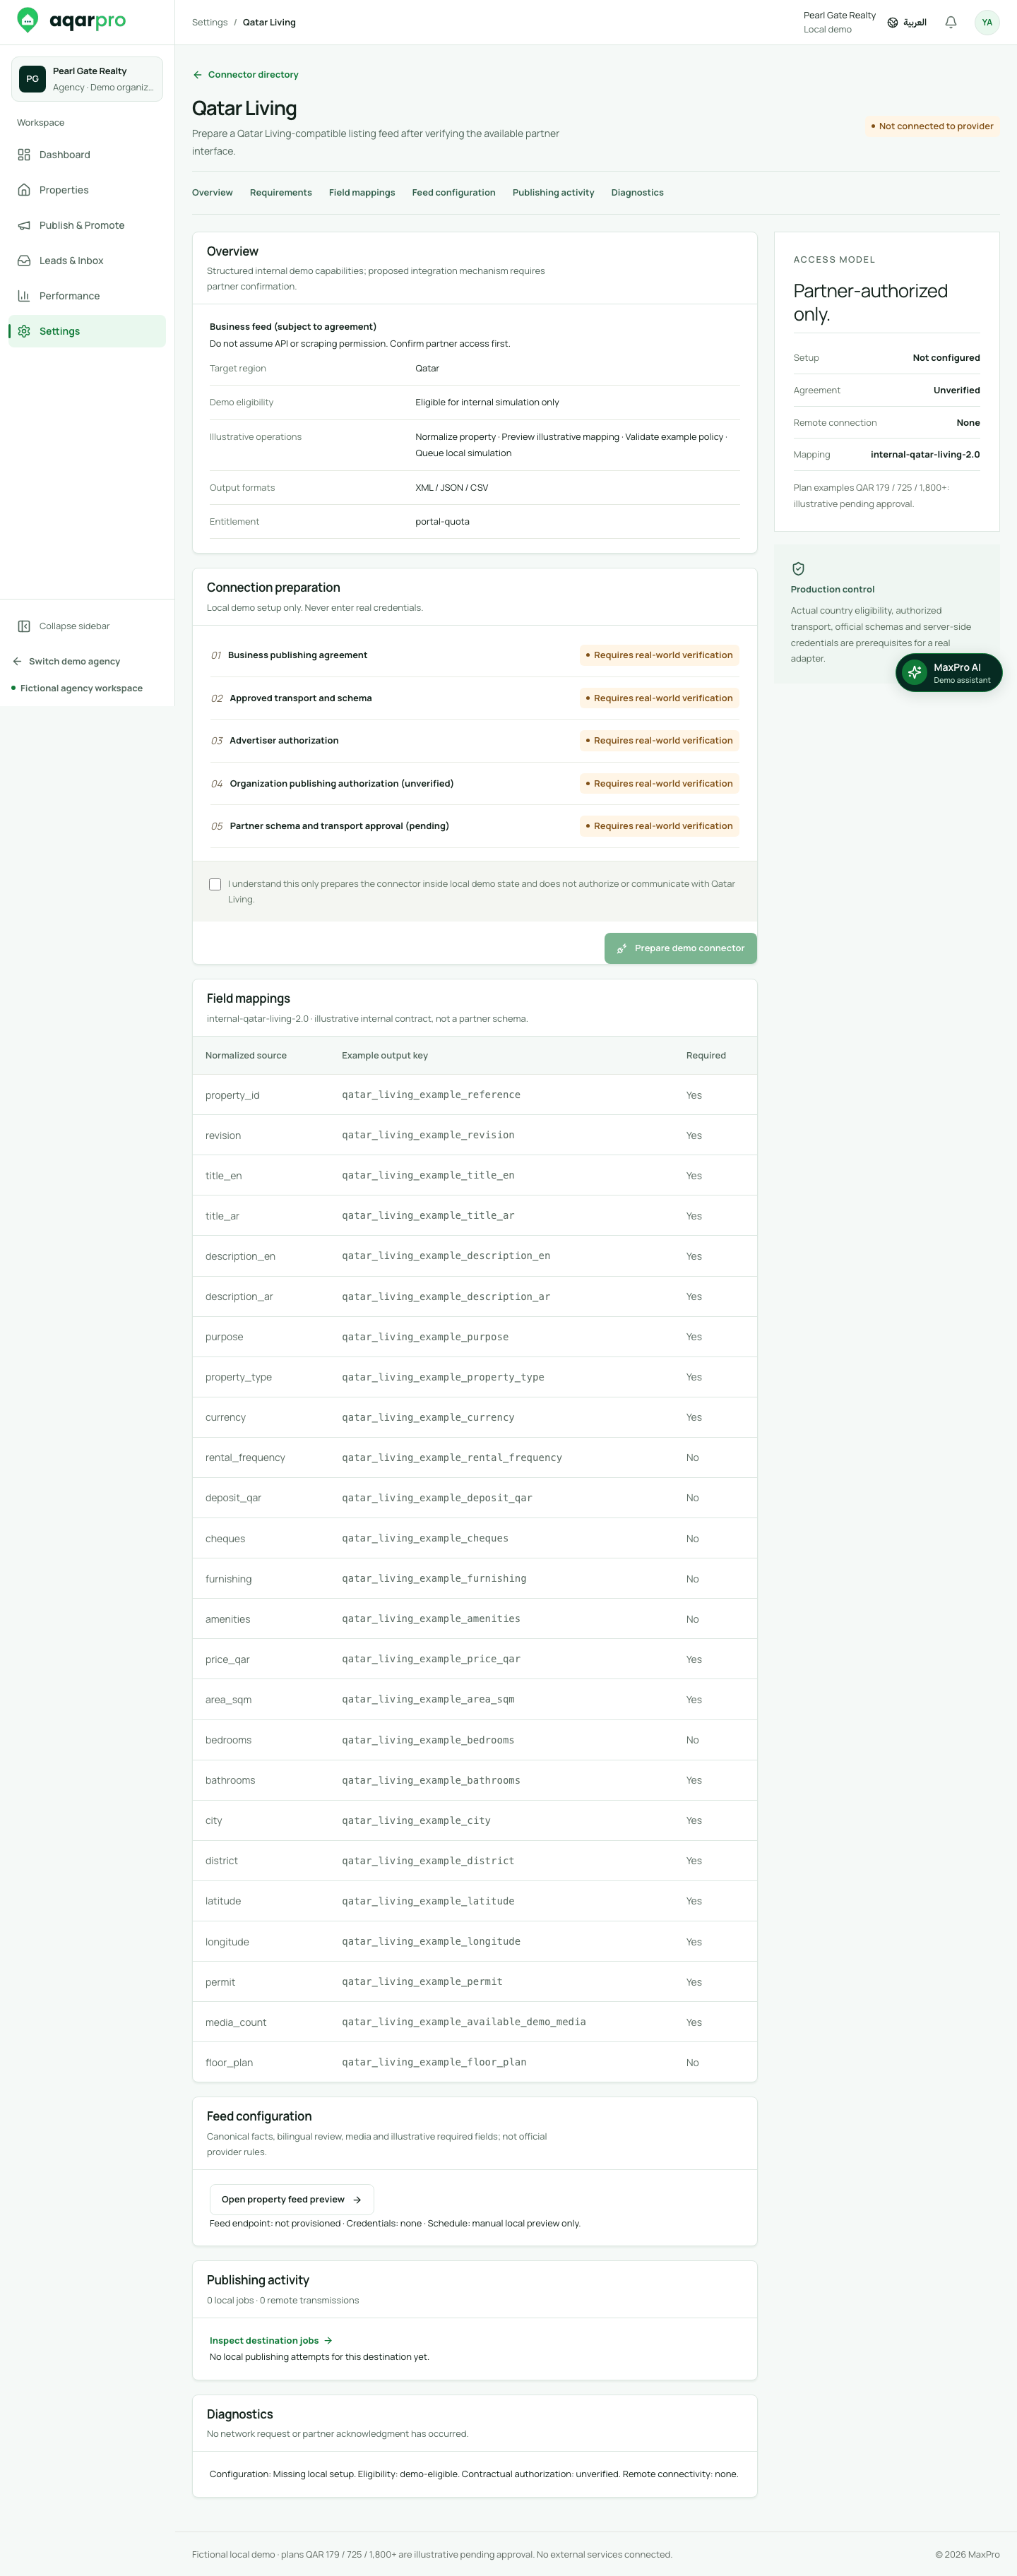 aqarpro
Settings / Qatar Living
Pearl Gate Realty
Local demo
العربية
YA
PG
Pearl Gate Realty
Agency · Demo organiz...
Workspace
Dashboard
Properties
Publish & Promote
Leads & Inbox
Performance
Settings
Collapse sidebar
Switch demo agency
Fictional agency workspace
Connector directory
Qatar Living
Prepare a Qatar Living-compatible listing feed after verifying the available partner
interface.
Not connected to provider
Overview Requirements Field mappings Feed configuration Publishing activity Diagnostics
Overview
Structured internal demo capabilities; proposed integration mechanism requires
partner confirmation.
Business feed (subject to agreement)
Do not assume API or scraping permission. Confirm partner access first.
Target region Qatar
Demo eligibility Eligible for internal simulation only
Illustrative operations Normalize property · Preview illustrative mapping · Validate example policy ·
Queue local simulation
Output formats XML / JSON / CSV
Entitlement portal-quota
ACCESS MODEL
Partner-authorized
only.
Setup Not configured
Agreement Unverified
Remote connection None
Mapping internal-qatar-living-2.0
Plan examples QAR 179 / 725 / 1,800+:
illustrative pending approval.
Production control
Actual country eligibility, authorized
transport, official schemas and server-side
credentials are prerequisites for a real
adapter.
MaxPro AI
Demo assistant
Connection preparation
Local demo setup only. Never enter real credentials.
01 Business publishing agreement Requires real-world verification
02 Approved transport and schema Requires real-world verification
03 Advertiser authorization Requires real-world verification
04 Organization publishing authorization (unverified) Requires real-world verification
05 Partner schema and transport approval (pending) Requires real-world verification
I understand this only prepares the connector inside local demo state and does not authorize or communicate with Qatar
Living.
Prepare demo connector
Field mappings
internal-qatar-living-2.0 · illustrative internal contract, not a partner schema.
Normalized source Example output key Required
property_id qatar_living_example_reference Yes
revision qatar_living_example_revision Yes
title_en qatar_living_example_title_en Yes
title_ar qatar_living_example_title_ar Yes
description_en qatar_living_example_description_en Yes
description_ar qatar_living_example_description_ar Yes
purpose qatar_living_example_purpose Yes
property_type qatar_living_example_property_type Yes
currency qatar_living_example_currency Yes
rental_frequency qatar_living_example_rental_frequency No
deposit_qar qatar_living_example_deposit_qar No
cheques qatar_living_example_cheques No
furnishing qatar_living_example_furnishing No
amenities qatar_living_example_amenities No
price_qar qatar_living_example_price_qar Yes
area_sqm qatar_living_example_area_sqm Yes
bedrooms qatar_living_example_bedrooms No
bathrooms qatar_living_example_bathrooms Yes
city qatar_living_example_city Yes
district qatar_living_example_district Yes
latitude qatar_living_example_latitude Yes
longitude qatar_living_example_longitude Yes
permit qatar_living_example_permit Yes
media_count qatar_living_example_available_demo_media Yes
floor_plan qatar_living_example_floor_plan No
Feed configuration
Canonical facts, bilingual review, media and illustrative required fields; not official
provider rules.
Open property feed preview
Feed endpoint: not provisioned · Credentials: none · Schedule: manual local preview only.
Publishing activity
0 local jobs · 0 remote transmissions
Inspect destination jobs
No local publishing attempts for this destination yet.
Diagnostics
No network request or partner acknowledgment has occurred.
Configuration: Missing local setup. Eligibility: demo-eligible. Contractual authorization: unverified. Remote connectivity: none.
Fictional local demo · plans QAR 179 / 725 / 1,800+ are illustrative pending approval. No external services connected.
© 2026 MaxPro